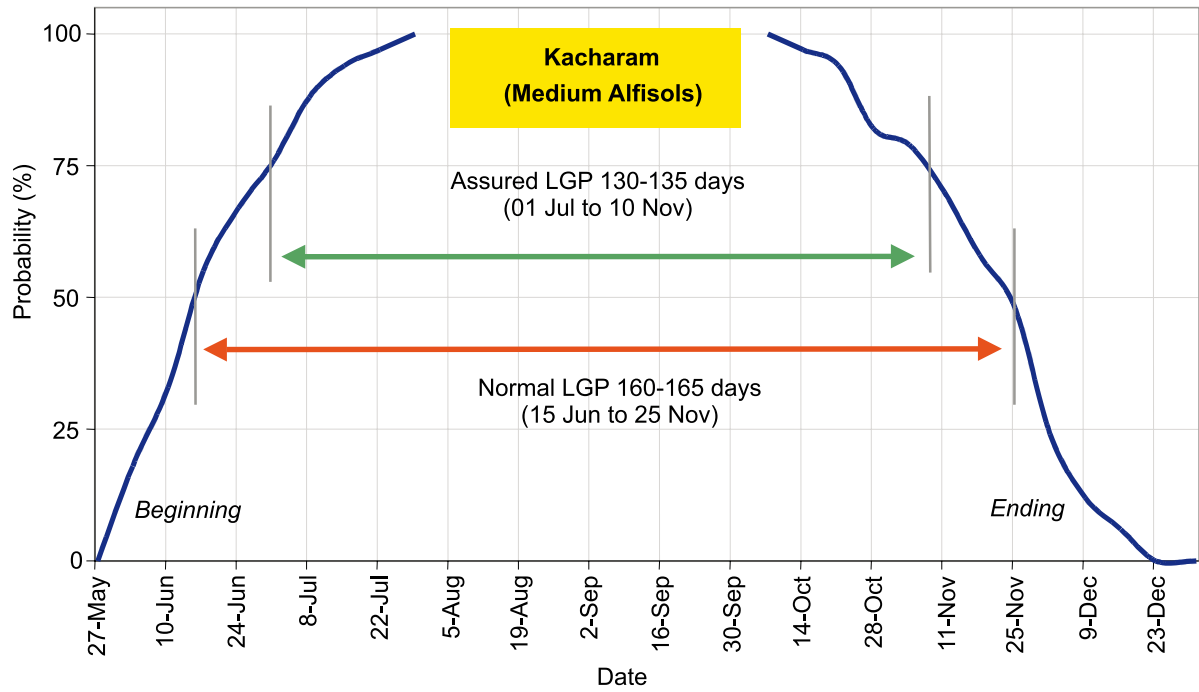 Kacharam
(Medium Alfisols)
Probability (%)
100
75
50
25
0
Assured LGP 130-135 days
(01 Jul to 10 Nov)
Normal LGP 160-165 days
(15 Jun to 25 Nov)
Beginning
Ending
27-May
10-Jun
24-Jun
8-Jul
22-Jul
5-Aug
19-Aug
2-Sep
16-Sep
30-Sep
14-Oct
28-Oct
11-Nov
25-Nov
9-Dec
23-Dec
Date